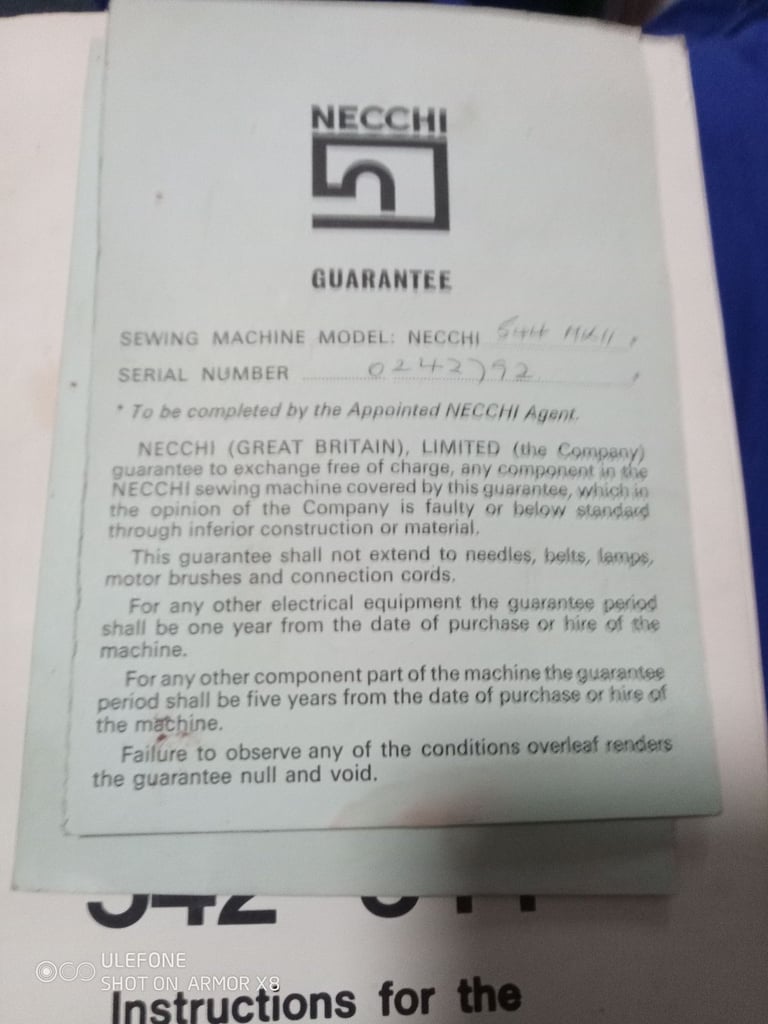 NECCHI
GUARANTEE
SEWING MACHINE MODEL: NECCHI 544
SERIAL NUMBER 0242792
* To be completed by the Appointed NECCHI Agent.
NECCHI (GREAT BRITAIN), LIMITED (the Company)
guarantee to exchange free of charge, any component in the
NECCHI sewing machine covered by this guarantee, which in
the opinion of the Company is faulty or below standard
through inferior construction or material.
This guarantee shall not extend to needles, belts, lamps,
motor brushes and connection cords.
For any other electrical equipment the guarantee period
shall be one year from the date of purchase or hire of the
machine.
For any other component part of the machine the guarantee
period shall be five years from the date of purchase or hire of
the machine.
Failure to observe any of the conditions overleaf renders
the guarantee null and void.
Instructions for the
ULEFONE
SHOT ON ARMOR X8